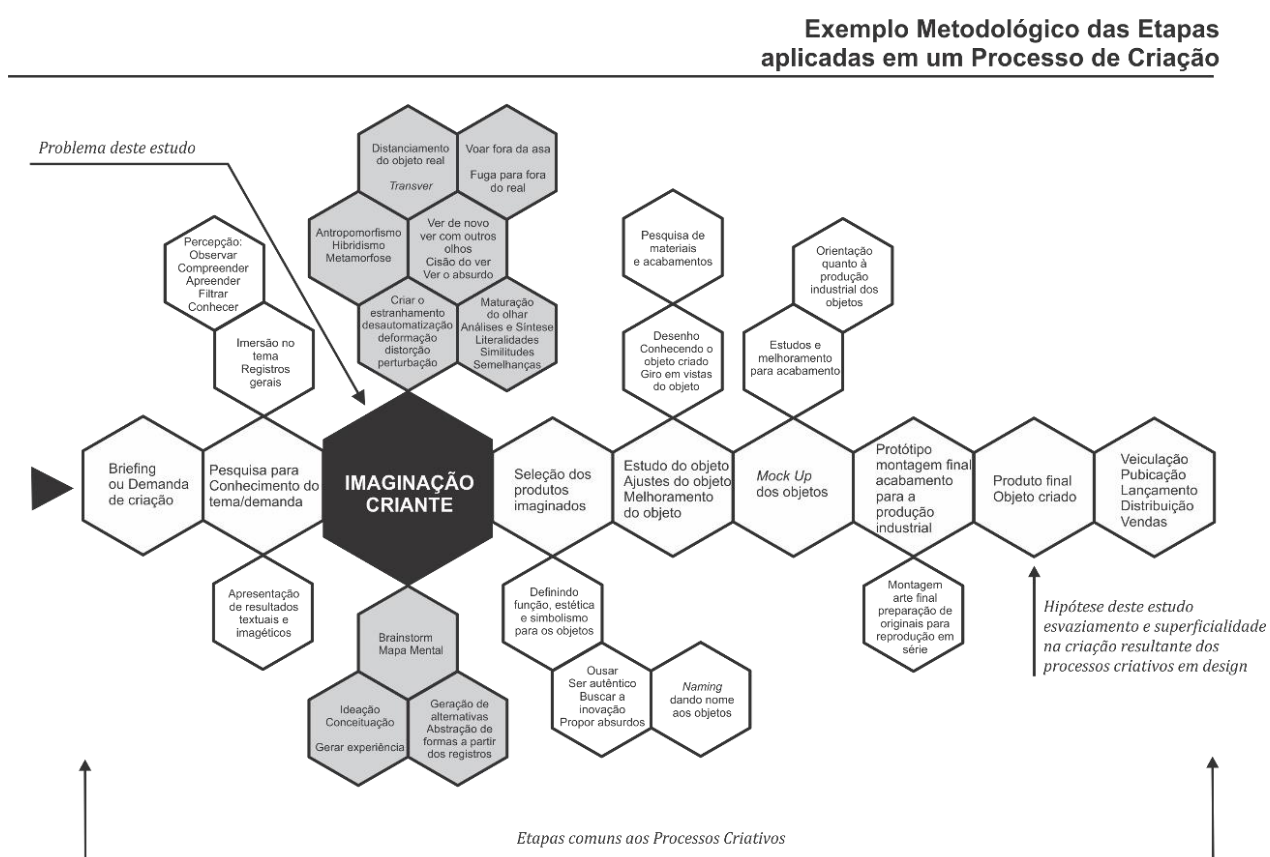 Exemplo Metodológico das Etapas
aplicadas em um Processo de Criação
Problema deste estudo
Distanciamento
do objeto real
Transver
Voar fora da asa
Fuga para fora
do real
Antropomorfismo
Hibridismo
Metamorfose
Ver de novo
ver com outros
olhos
Cisão do ver
Ver o absurdo
Criar o
estranhamento
desautomatização
deformação
distorção
perturbação
Maturação
do olhar
Análises e Síntese
Literalidades
Similitudes
Semelhanças
Percepção:
Observar
Compreender
Apreender
Filtrar
Conhecer
Imersão no
tema
Registros
gerais
Pesquisa de
materiais
e acabamentos
Desenho
Conhecendo o
objeto criado
Giro em vistas
do objeto
Orientação
quanto à
produção
industrial dos
objetos
Estudos e
melhoramento
para acabamento
Briefing
ou Demanda
de criação
Pesquisa para
Conhecimento do
tema/demanda
IMAGINAÇÃO
CRIANTE
Seleção dos
produtos
imaginados
Estudo do objeto
Ajustes do objeto
Melhoramento
do objeto
Mock Up
dos objetos
Protótipo
montagem final
acabamento
para a
produção
industrial
Produto final
Objeto criado
Veiculação
Pubicação
Lançamento
Distribuição
Vendas
Apresentação
de resultados
textuais e
imagéticos
Brainstorm
Mapa Mental
Ideação
Conceituação
Gerar experiência
Geração de
alternativas
Abstração de
formas a partir
dos registros
Definindo
função, estética
e simbolismo
para os objetos
Ousar
Ser autêntico
Buscar a
inovação
Propor absurdos
Naming
dando nome
aos objetos
Montagem
arte final
preparação de
originais para
reprodução em
série
Hipótese deste estudo
esvaziamento e superficialidade
na criação resultante dos
processos criativos em design
Etapas comuns aos Processos Criativos